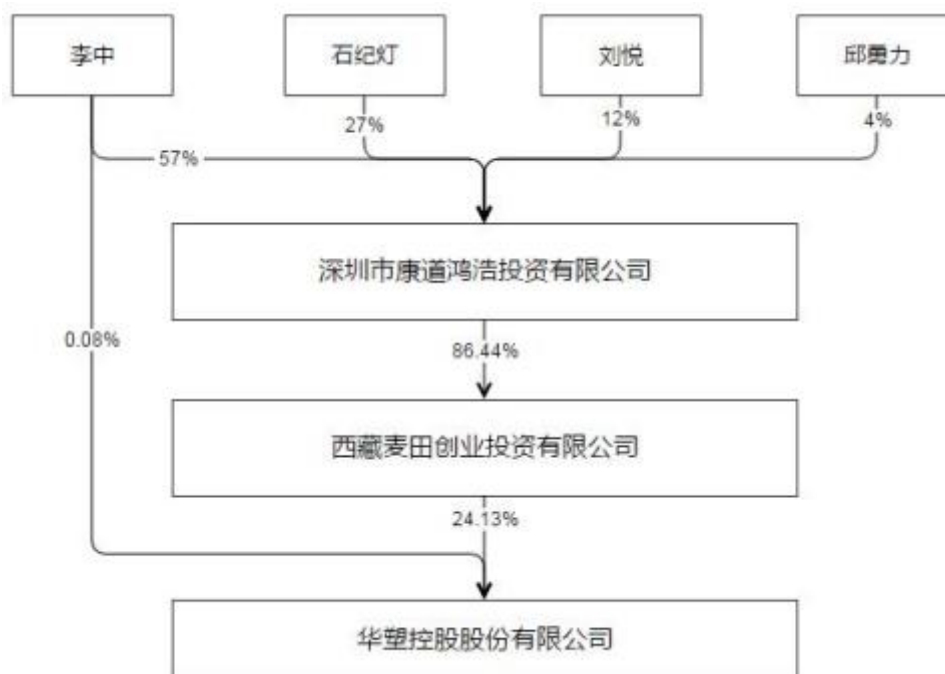 李中
石纪灯
刘悦
邱勇力
27%
12%
4%
57%
深圳市康道鸿浩投资有限公司
0.08%
86.44%
西藏麦田创业投资有限公司
24.13%
华塑控股股份有限公司